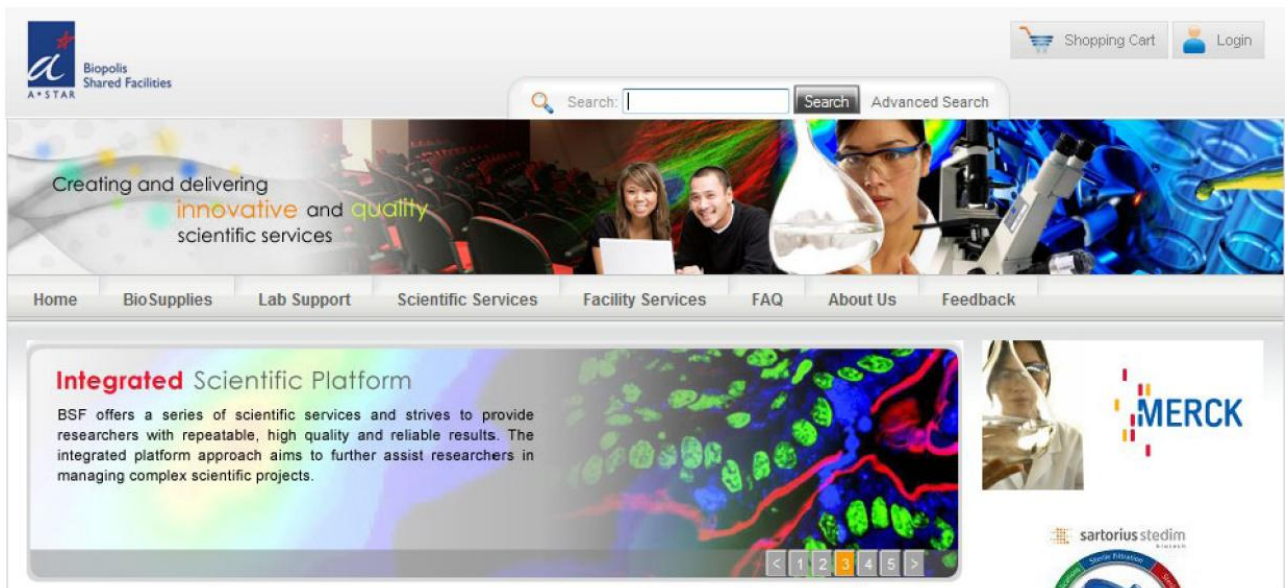 a
A★STAR
Biopolis
Shared Facilities
Shopping Cart
Login
Search:
Search
Advanced Search
Creating and delivering
innovative and quality
scientific services
Home
BioSupplies
Lab Support
Scientific Services
Facility Services
FAQ
About Us
Feedback
Integrated Scientific Platform
BSF offers a series of scientific services and strives to provide
researchers with repeatable, high quality and reliable results. The
integrated platform approach aims to further assist researchers in
managing complex scientific projects.
< 1 2 3 4 5 >
MERCK
sartorius stedim
biotech
Sterile Filtration